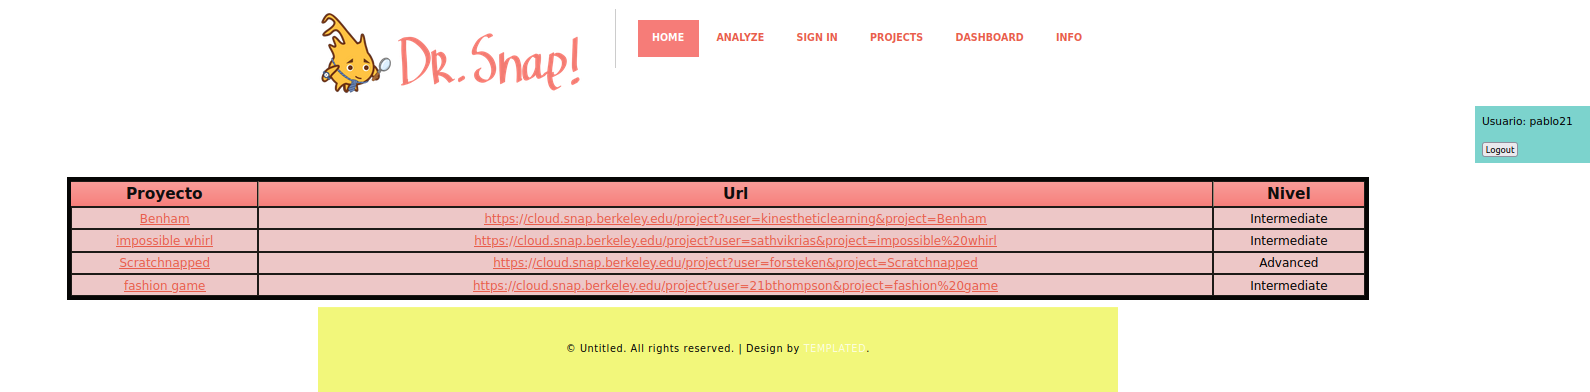 Dr. Snap!
HOME ANALYZE SIGN IN PROJECTS DASHBOARD INFO
Usuario: pablo21
Logout
Proyecto Url Nivel
Benham https://cloud.snap.berkeley.edu/project?user=kinestheticlearning&project=Benham Intermediate
impossible whirl https://cloud.snap.berkeley.edu/project?user=sathvikrias&project=impossible%20whirl Intermediate
Scratchnapped https://cloud.snap.berkeley.edu/project?user=forsteken&project=Scratchnapped Advanced
fashion game https://cloud.snap.berkeley.edu/project?user=21bthompson&project=fashion%20game Intermediate
© Untitled. All rights reserved. | Design by TEMPLATED.